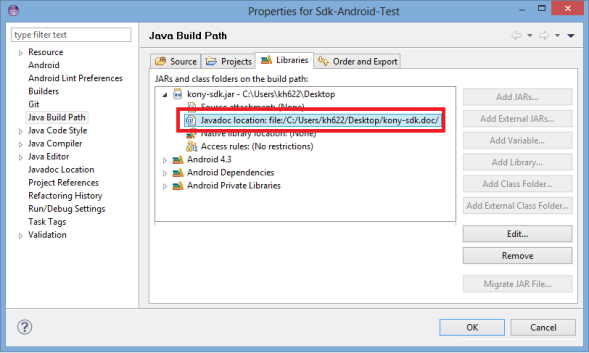 Properties for Sdk-Android-Test
type filter text
Java Build Path
Resource
Android
Android Lint Preferences
Builders
Git
Java Build Path
Java Code Style
Java Compiler
Java Editor
Javadoc Location
Project References
Refactoring History
Run/Debug Settings
Task Tags
Validation
Source
Projects
Libraries
Order and Export
JARs and class folders on the build path:
kony-sdk.jar - C:\Users\kh622\Desktop
Source attachment: (None)
Javadoc location: file:/C:/Users/kh622/Desktop/kony-sdk.doc/
Native library location: (None)
Access rules: (No restrictions)
Android 4.3
Android Dependencies
Android Private Libraries
Add JARs...
Add External JARs...
Add Variable...
Add Library...
Add Class Folder...
Add External Class Folder...
Edit...
Remove
Migrate JAR File...
?
OK
Cancel